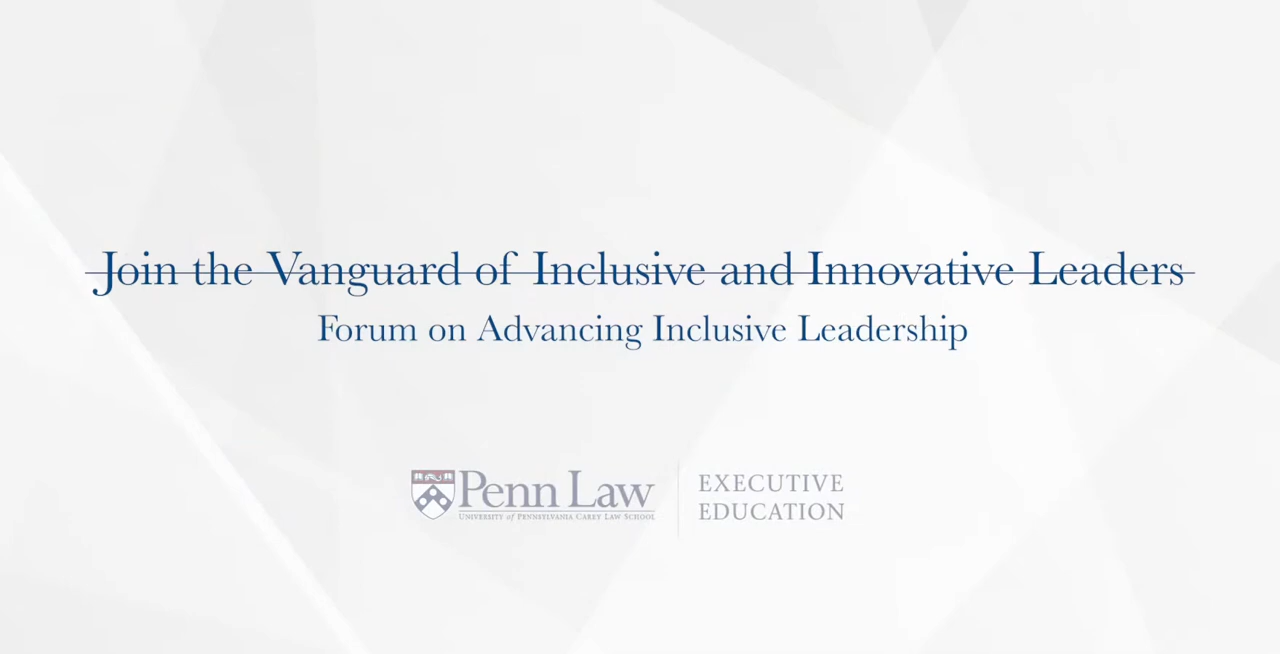 Join the Vanguard of Inclusive and Innovative Leaders
Forum on Advancing Inclusive Leadership
Penn Law
UNIVERSITY of PENNSYLVANIA CAREY LAW SCHOOL
EXECUTIVE
EDUCATION